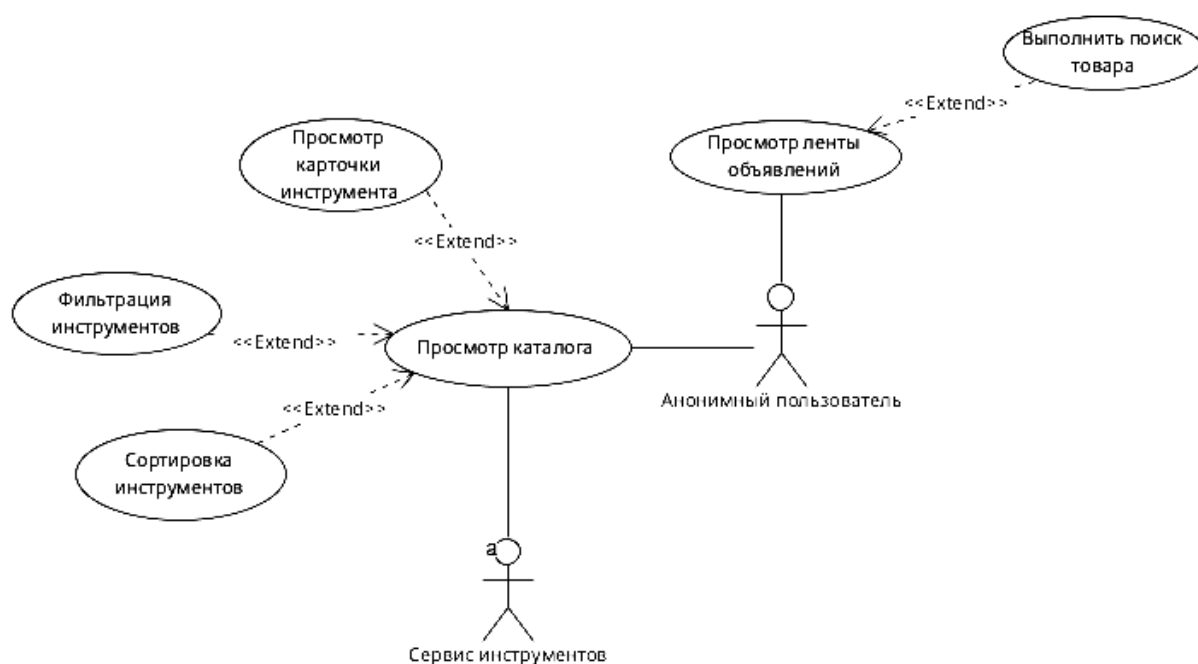 Выполнить поиск
товара
<<Extend>>
Просмотр ленты
объявлений
Просмотр
карточки
инструмента
<<Extend>>
Фильтрация
инструментов
<<Extend>>
Просмотр каталога
Анонимный пользователь
<<Extend>>
Сортировка
инструментов
a
Сервис инструментов